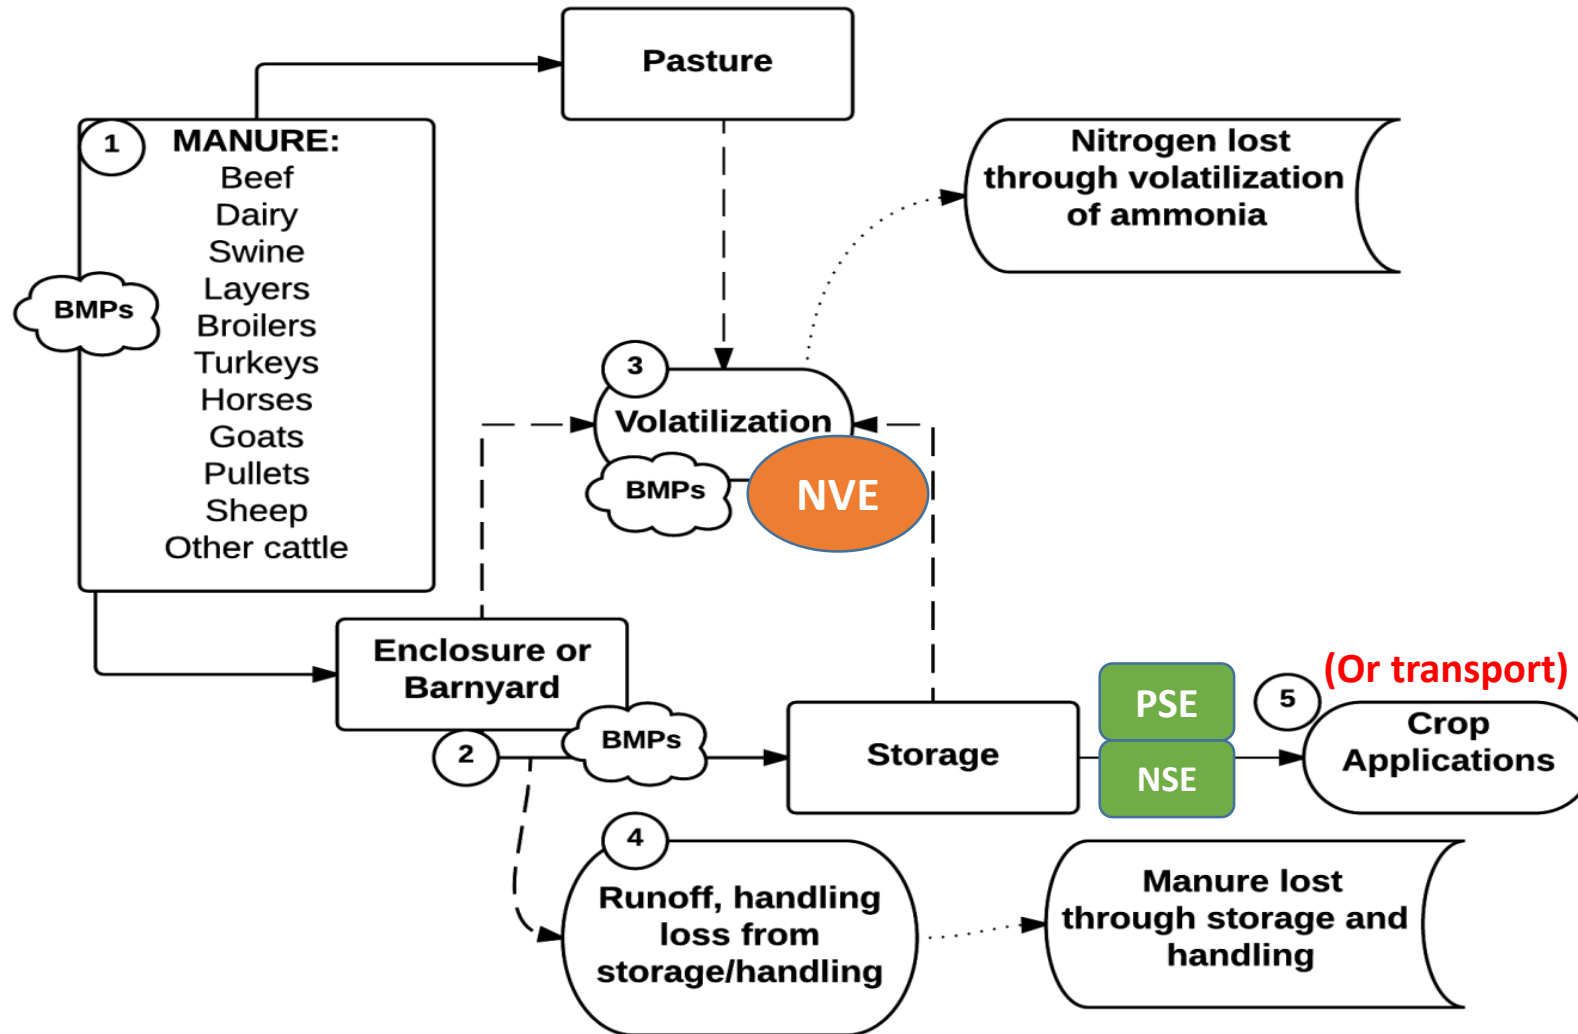 Pasture
1
MANURE:
Beef
Dairy
Swine
Layers
Broilers
Turkeys
Horses
Goats
Pullets
Sheep
Other cattle
BMPs
Nitrogen lost
through volatilization
of ammonia
3
Volatilization
BMPs
NVE
Enclosure or
Barnyard
2
BMPs
Storage
PSE
NSE
(Or transport)
5
Crop
Applications
4
Runoff, handling
loss from
storage/handling
Manure lost
through storage and
handling